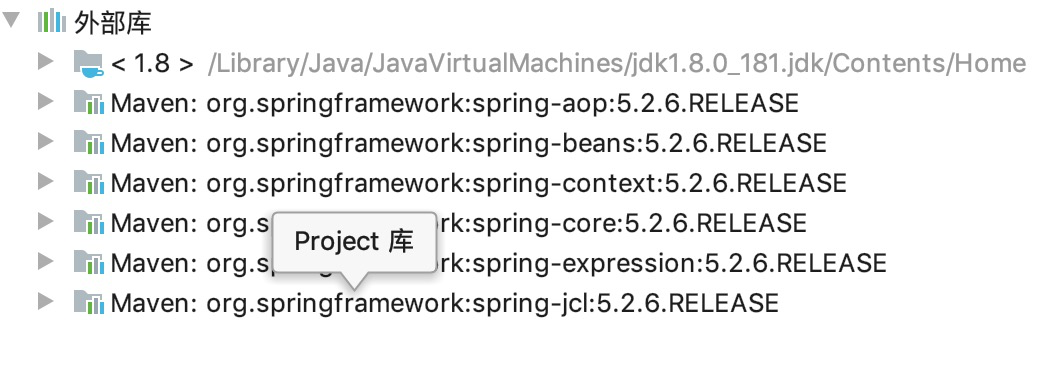 外部库
< 1.8 > /Library/Java/JavaVirtualMachines/jdk1.8.0_181.jdk/Contents/Home
Maven: org.springframework:spring-aop:5.2.6.RELEASE
Maven: org.springframework:spring-beans:5.2.6.RELEASE
Maven: org.springframework:spring-context:5.2.6.RELEASE
Maven: org.s rk:spring-core:5.2.6.RELEASE
Project 库
Maven: org.sp rk:spring-expression:5.2.6.RELEASE
Maven: org.springframework:spring-jcl:5.2.6.RELEASE